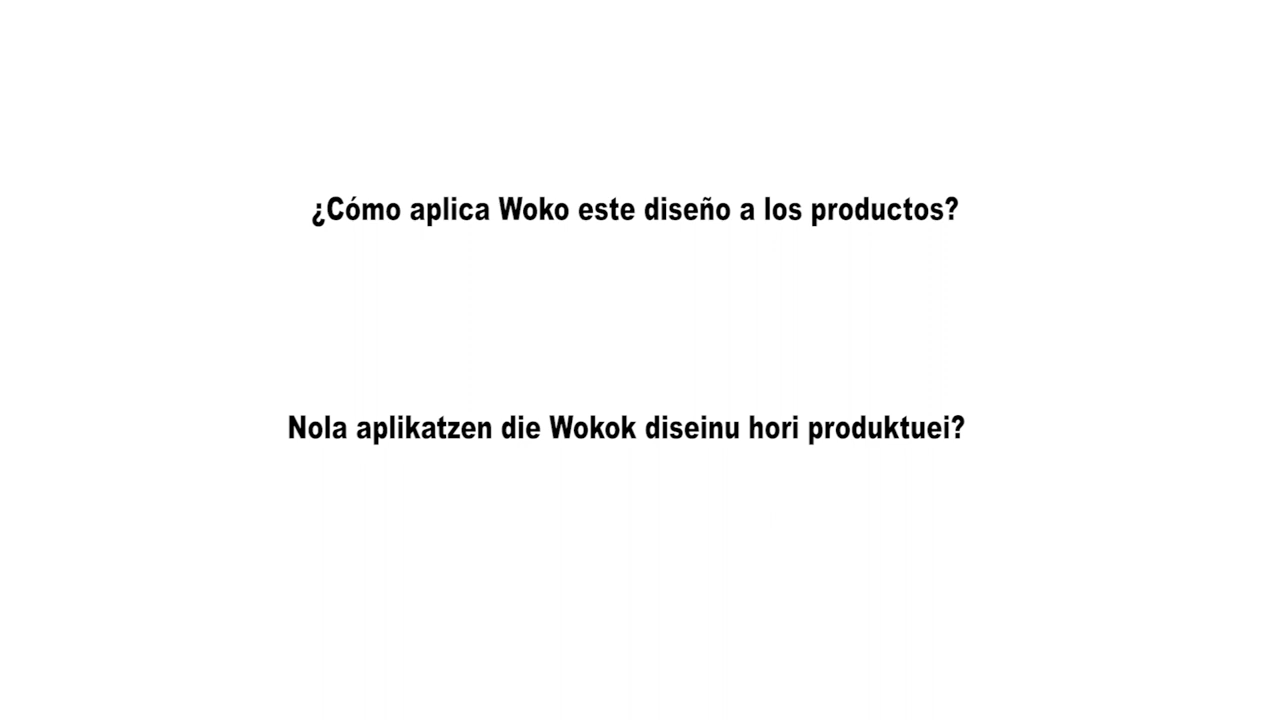 ¿Cómo aplica Woko este diseño a los productos?
Nola aplikatzen die Wokok diseinu hori produktuei?